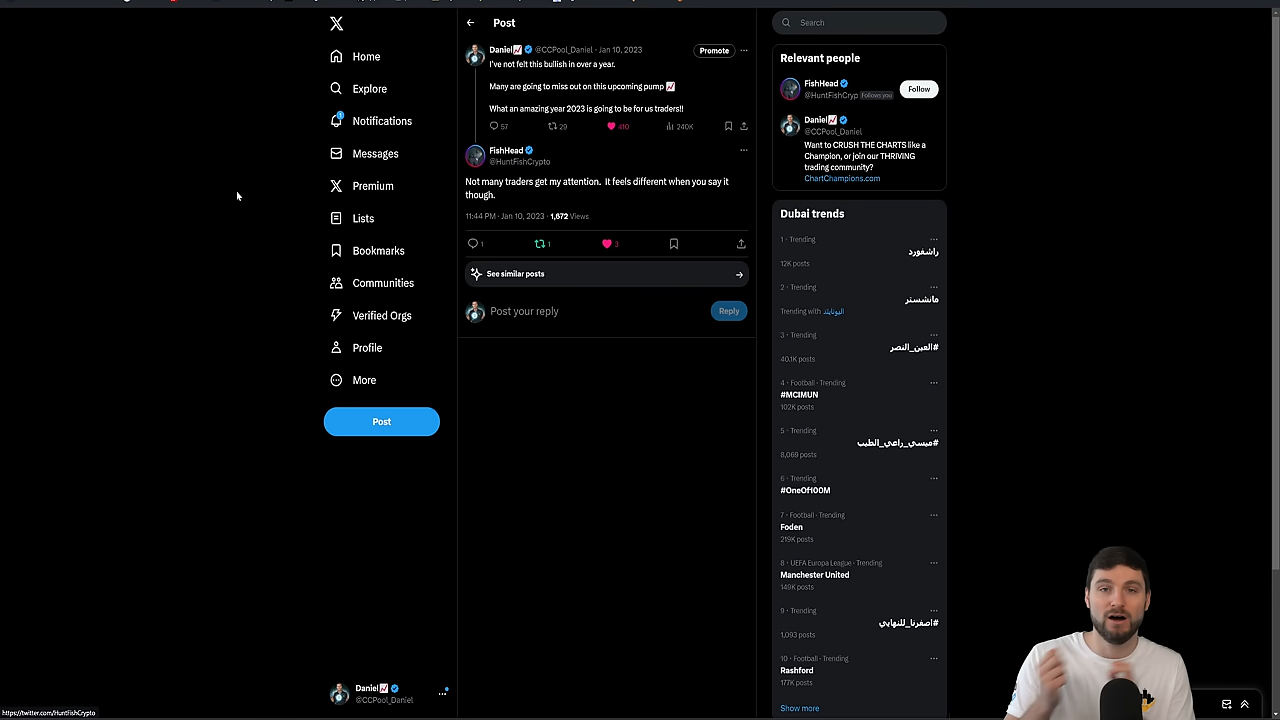 Home
Explore
1
Notifications
Messages
Premium
Lists
Bookmarks
Communities
Verified Orgs
Profile
More
Post
Daniel📈
@CCPool_Daniel
https://twitter.com/HuntFishCrypto
← Post
Daniel📈 @CCPool_Daniel · Jan 10, 2023
Promote
I've not felt this bullish in over a year.
Many are going to miss out on this upcoming pump 📈
What an amazing year 2023 is going to be for us traders!!
57 29 410 240K
FishHead
@HuntFishCrypto
Not many traders get my attention. It feels different when you say it
though.
11:44 PM · Jan 10, 2023 · 1,672 Views
1 1 3
See similar posts
Post your reply
Reply
Search
Relevant people
FishHead
@HuntFishCryp Follows you
Follow
Daniel📈
@CCPool_Daniel
Want to CRUSH THE CHARTS like a
Champion, or join our THRIVING
trading community?
ChartChampions.com
Dubai trends
1 · Trending
راشفورد
12K posts
2 · Trending
مانشستر
Trending with اليونايتد
3 · Trending
#العين_النصر
40.1K posts
4 · Football · Trending
#MCIMUN
102K posts
5 · Trending
#ميسي_راعي_الطيب
8,069 posts
6 · Trending
#OneOf100M
7 · Football · Trending
Foden
219K posts
8 · UEFA Europa League · Trending
Manchester United
149K posts
9 · Trending
#اصفرنا_للنهايي
1,093 posts
10 · Football · Trending
Rashford
177K posts
Show more